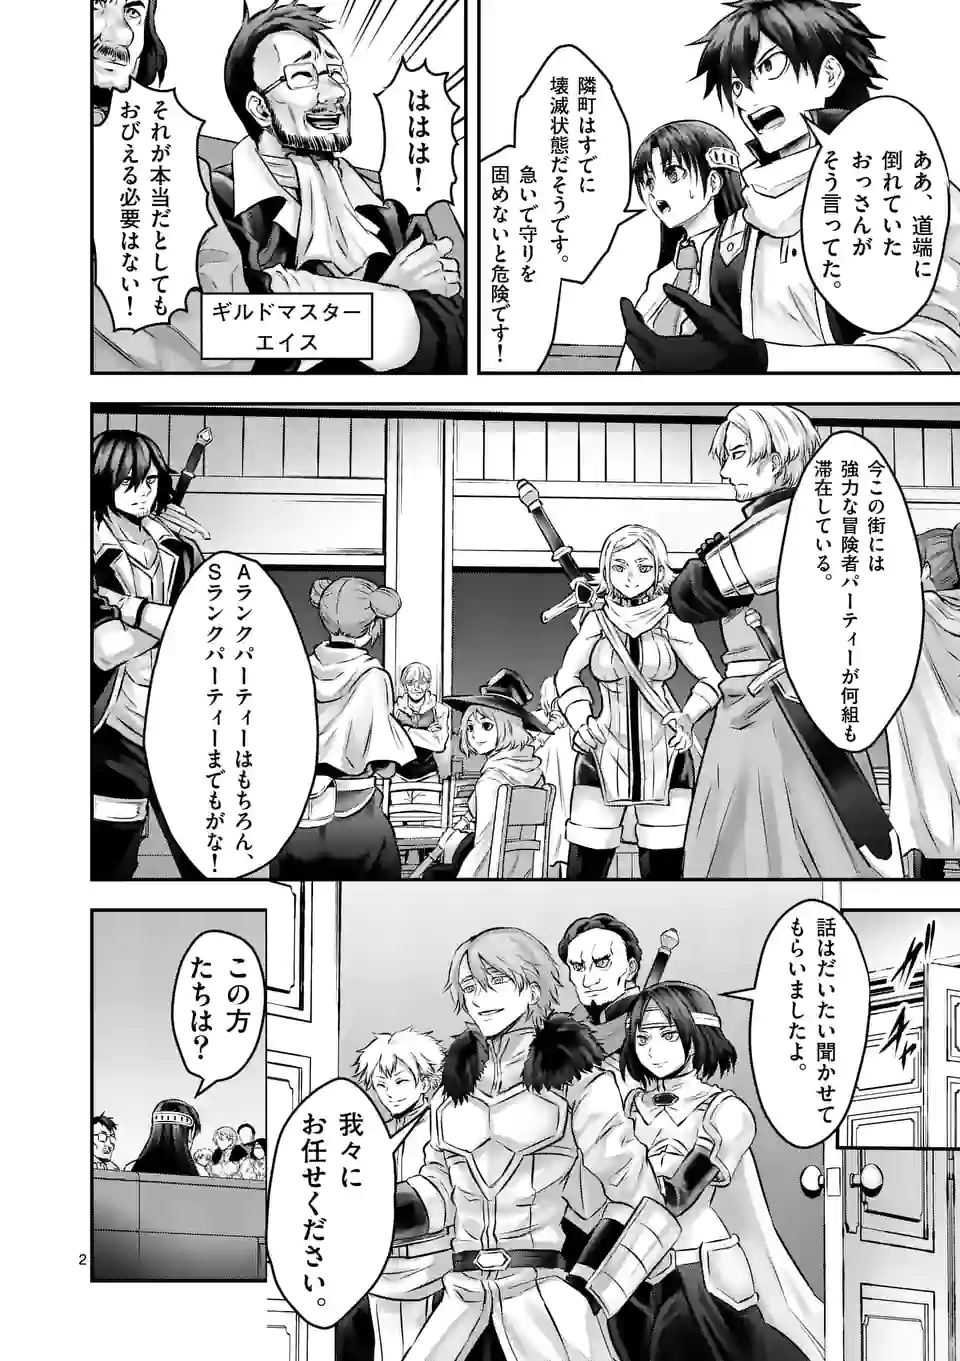 ああ、道端に
倒れていた
おっさんが
そう言ってた。
隣町はすでに
壊滅状態だそうです。
急いで守りを
固めないと危険です！
ははは！
それが本当だとしても
おびえる必要はない！
ギルドマスター
エイス
今この街には
強力な冒険者パーティーが何組も
滞在している。
Aランクパーティーはもちろん、
Sランクパーティーまでもがな！
話はだいたい聞かせて
もらいましたよ。
我々に
お任せください。
この方
たちは？
2